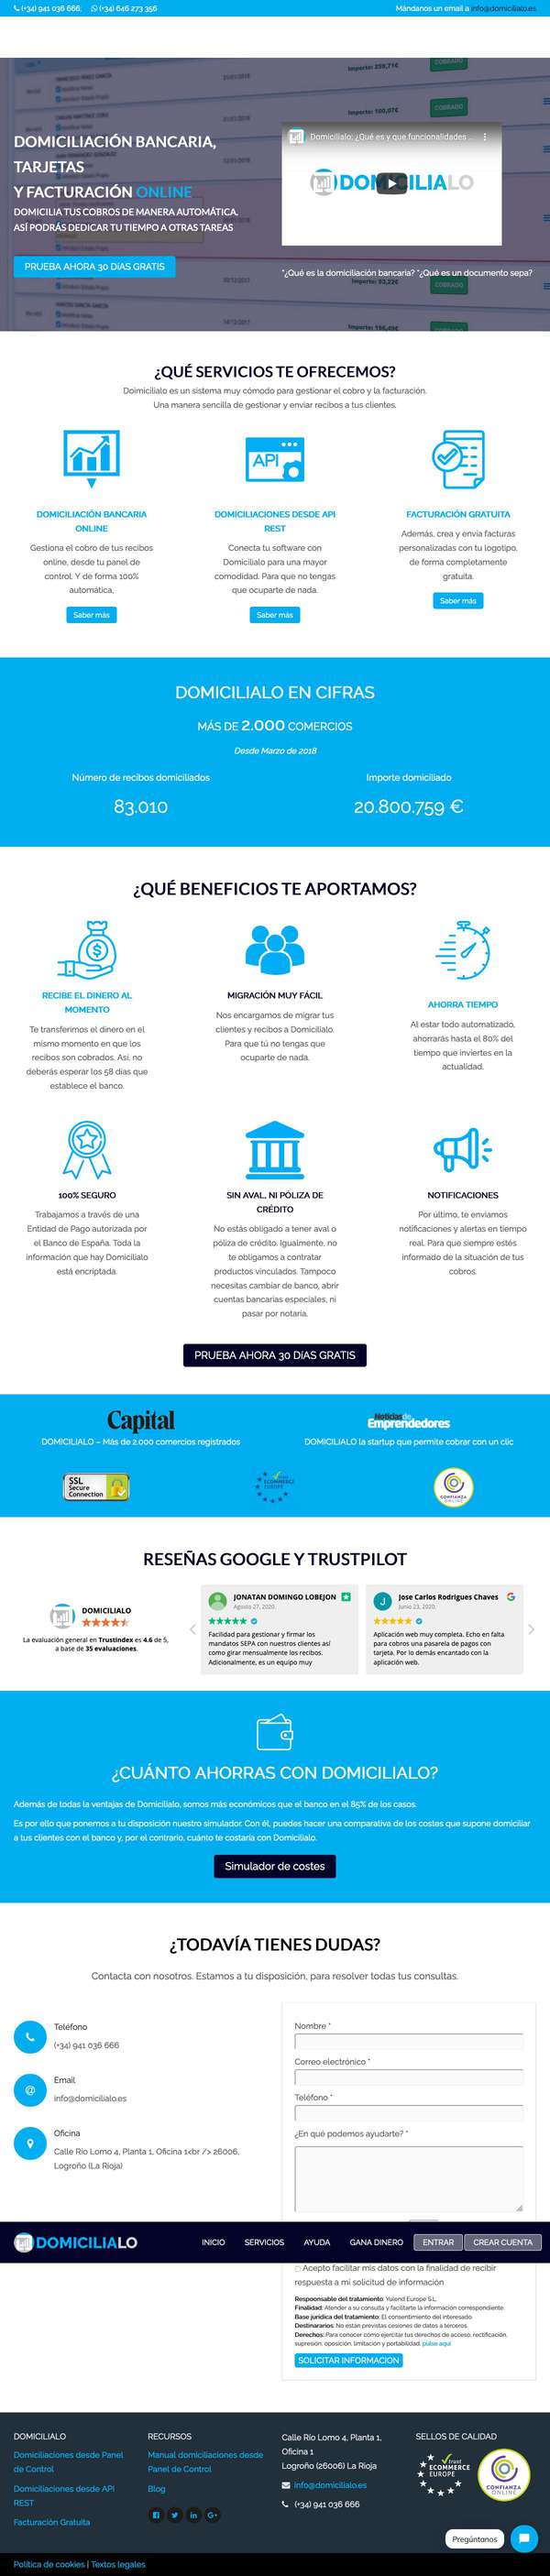 (+34) 941 036 666. (+34) 646 273 356 Mándanos un email a info@domicilialo.es
DOMICILIACIÓN BANCARIA,
TARJETAS
Y FACTURACIÓN ONLINE
DOMICILIA TUS COBROS DE MANERA AUTOMÁTICA.
ASÍ PODRÁS DEDICAR TU TIEMPO A OTRAS TAREAS
PRUEBA AHORA 30 DÍAS GRATIS
Domicilialo: ¿Qué es y que funcionalidades ...
DOMICILIALO
*¿Qué es la domiciliación bancaria? *¿Qué es un documento sepa?
¿QUÉ SERVICIOS TE OFRECEMOS?
Doimicilialo es un sistema muy cómodo para gestionar el cobro y la facturación.
Una manera sencilla de gestionar y enviar recibos a tus clientes.
API
DOMICILIACIÓN BANCARIA
ONLINE
Gestiona el cobro de tus recibos
online, desde tu panel de
control. Y de forma 100%
automática,
Saber más
DOMICILIACIONES DESDE API
REST
Conecta tu software con
Domicilialo para una mayor
comodidad. Para que no tengas
que ocuparte de nada.
Saber más
FACTURACIÓN GRATUITA
Además, crea y envía facturas
personalizadas con tu logotipo,
de forma completamente
gratuita.
Saber más
DOMICILIALO EN CIFRAS
MÁS DE 2.000 COMERCIOS
Desde Marzo de 2018
Número de recibos domiciliados
83.010
Importe domiciliado
20.800.759 €
¿QUÉ BENEFICIOS TE APORTAMOS?
RECIBE EL DINERO AL
MOMENTO
Te transferimos el dinero en el
mismo momento en que los
recibos son cobrados. Así, no
deberás esperar los 58 días que
establece el banco.
MIGRACIÓN MUY FÁCIL
Nos encargamos de migrar tus
clientes y recibos a Domicilialo.
Para que tú no tengas que
ocuparte de nada.
AHORRA TIEMPO
Al estar todo automatizado,
ahorrarás hasta el 80% del
tiempo que inviertes en la
actualidad.
100% SEGURO
Trabajamos a través de una
Entidad de Pago autorizada por
el Banco de España. Toda la
información que hay Domicilialo
está encriptada.
SIN AVAL, NI PÓLIZA DE
CRÉDITO
No estás obligado a tener aval o
póliza de crédito. Igualmente, no
te obligamos a contratar
productos vinculados. Tampoco
necesitas cambiar de banco, abrir
cuentas bancarias especiales, ni
pasar por notaría.
NOTIFICACIONES
Por último, te enviamos
notificaciones y alertas en tiempo
real. Para que siempre estés
informado de la situación de tus
cobros.
PRUEBA AHORA 30 DÍAS GRATIS
Capital
DOMICILIALO – Más de 2.000 comercios registrados
Noticias de
Emprendedores
DOMICILIALO la startup que permite cobrar con un clic
SSL
Secure
Connection
trust
ECOMMERCE
EUROPE
CONFIANZA
ONLINE
RESEÑAS GOOGLE Y TRUSTPILOT
DOMICILIALO
La evaluación general en Trustindex es 4.6 de 5,
a base de 35 evaluaciones.
JONATAN DOMINGO LOBEJON
Agosto 27, 2020.
Facilidad para gestionar y firmar los
mandatos SEPA con nuestros clientes así
como girar mensualmente los recibos.
Adicionalmente, es un equipo muy
J
Jose Carlos Rodrigues Chaves
Junio 23, 2020.
Aplicación web muy completa. Echo en falta
para cobros una pasarela de pagos con
tarjeta. Por lo demás encantado con la
aplicación web.
¿CUÁNTO AHORRAS CON DOMICILIALO?
Además de todas la ventajas de Domicilialo, somos más económicos que el banco en el 85% de los casos.
Es por ello que ponemos a tu disposición nuestro simulador. Con él, puedes hacer una comparativa de los costes que supone domiciliar
a tus clientes con el banco y, por el contrario, cuánto te costaría con Domicilialo.
Simulador de costes
¿TODAVÍA TIENES DUDAS?
Contacta con nosotros. Estamos a tu disposición, para resolver todas tus consultas.
Teléfono
(+34) 941 036 666
Email
info@domicilialo.es
Oficina
Calle Río Lomo 4, Planta 1, Oficina 1<br /> 26006,
Logroño (La Rioja)
Nombre *
Correo electrónico *
Teléfono *
¿En qué podemos ayudarte? *
DOMICILIALO INICIO SERVICIOS AYUDA GANA DINERO ENTRAR CREAR CUENTA
Acepto facilitar mis datos con la finalidad de recibir
respuesta a mi solicitud de información
Responsable del tratamiento: Yulend Europe S.L.
Finalidad: Atender a su consulta y facilitarte la información correspondiente.
Base jurídica del tratamiento: El consentimiento del interesado.
Destinatarios: No están previstas cesiones de datos a terceros.
Derechos: Para conocer cómo ejercitar tus derechos de acceso, rectificación,
supresión, oposición, limitación y portabilidad, pulse aquí
SOLICITAR INFORMACION
DOMICILIALO
Domiciliaciones desde Panel
de Control
Domiciliaciones desde API
REST
Facturación Gratuita
RECURSOS
Manual domiciliaciones desde
Panel de Control
Blog
Calle Río Lomo 4, Planta 1,
Oficina 1
Logroño (26006) La Rioja
info@domicilialo.es
(+34) 941 036 666
SELLOS DE CALIDAD
trust
ECOMMERCE
EUROPE
CONFIANZA
ONLINE
Pregúntanos
Política de cookies | Textos legales